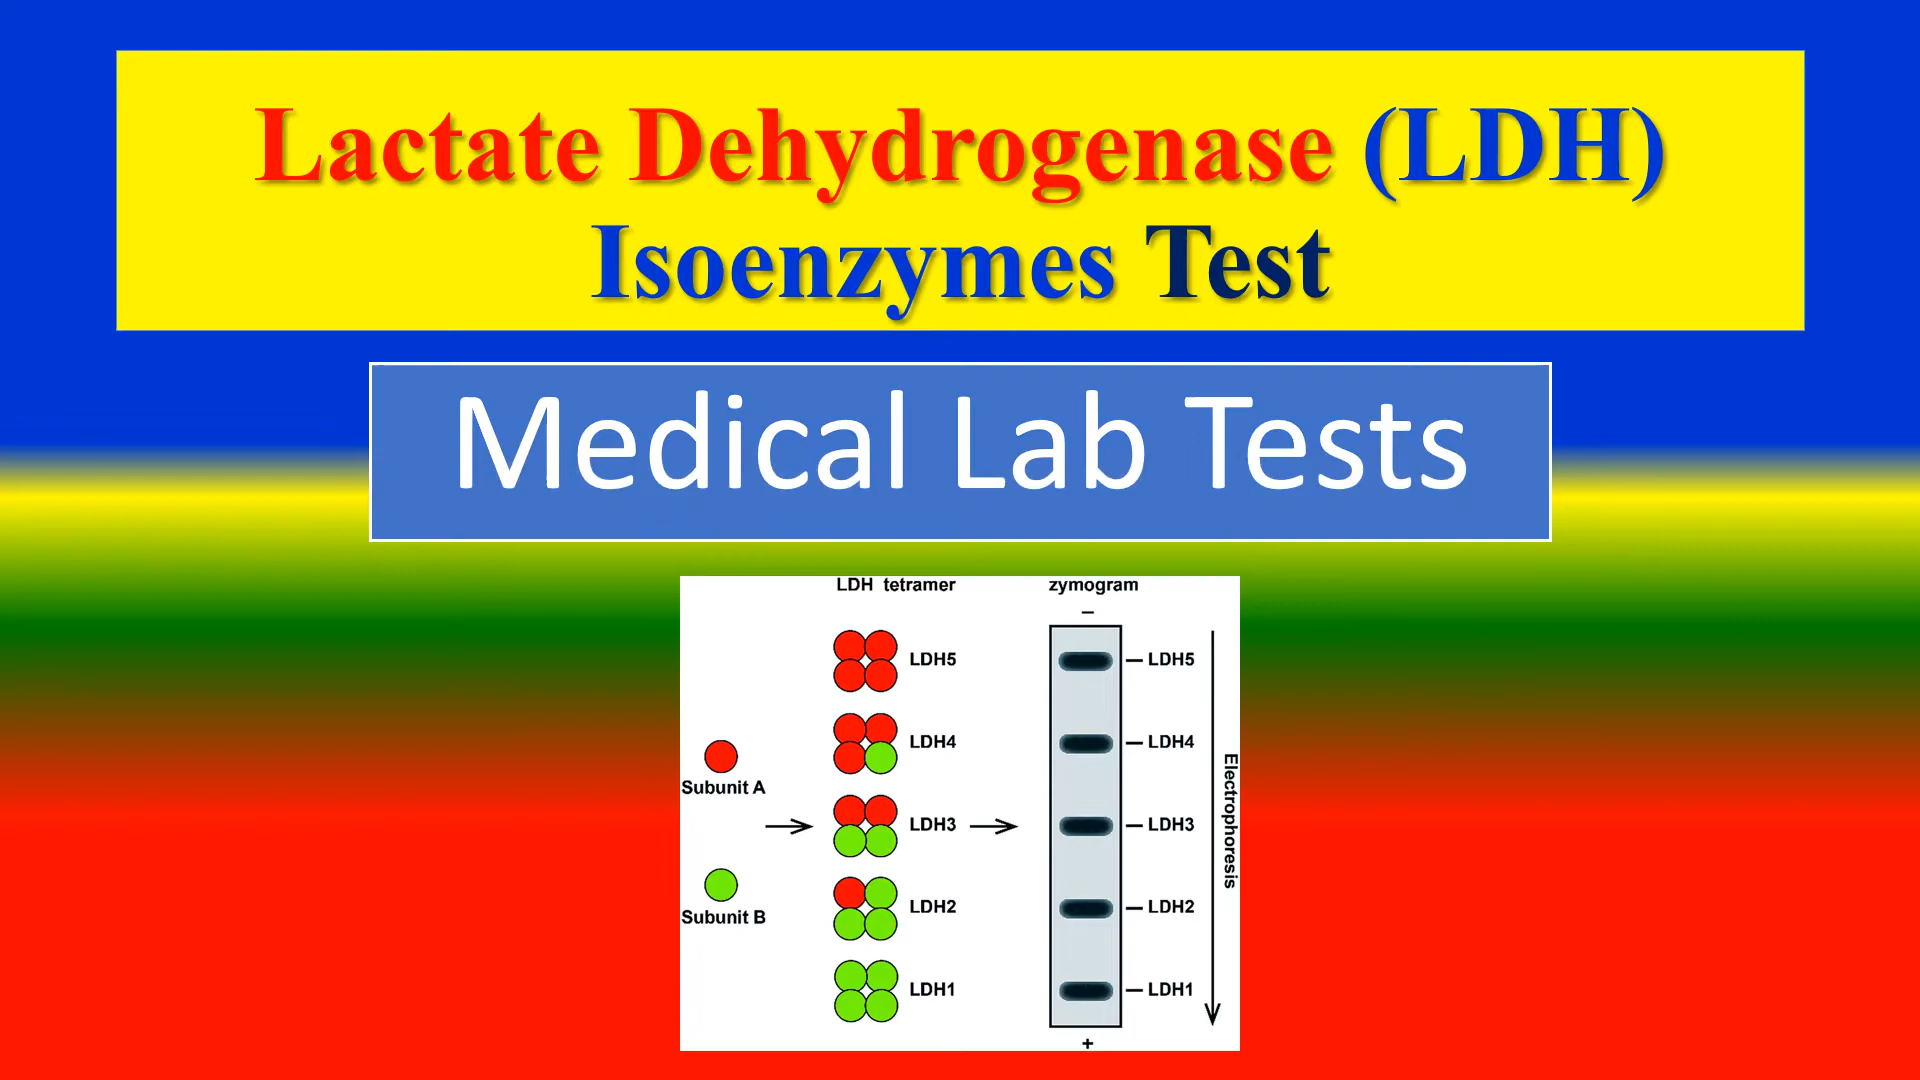 Lactate Dehydrogenase (LDH)
Isoenzymes Test
Medical Lab Tests
LDH tetramer
zymogram
–
LDH5
LDH4
LDH3
LDH2
LDH1
Subunit A
Subunit B
LDH5
LDH4
LDH3
LDH2
LDH1
+
Electrophoresis